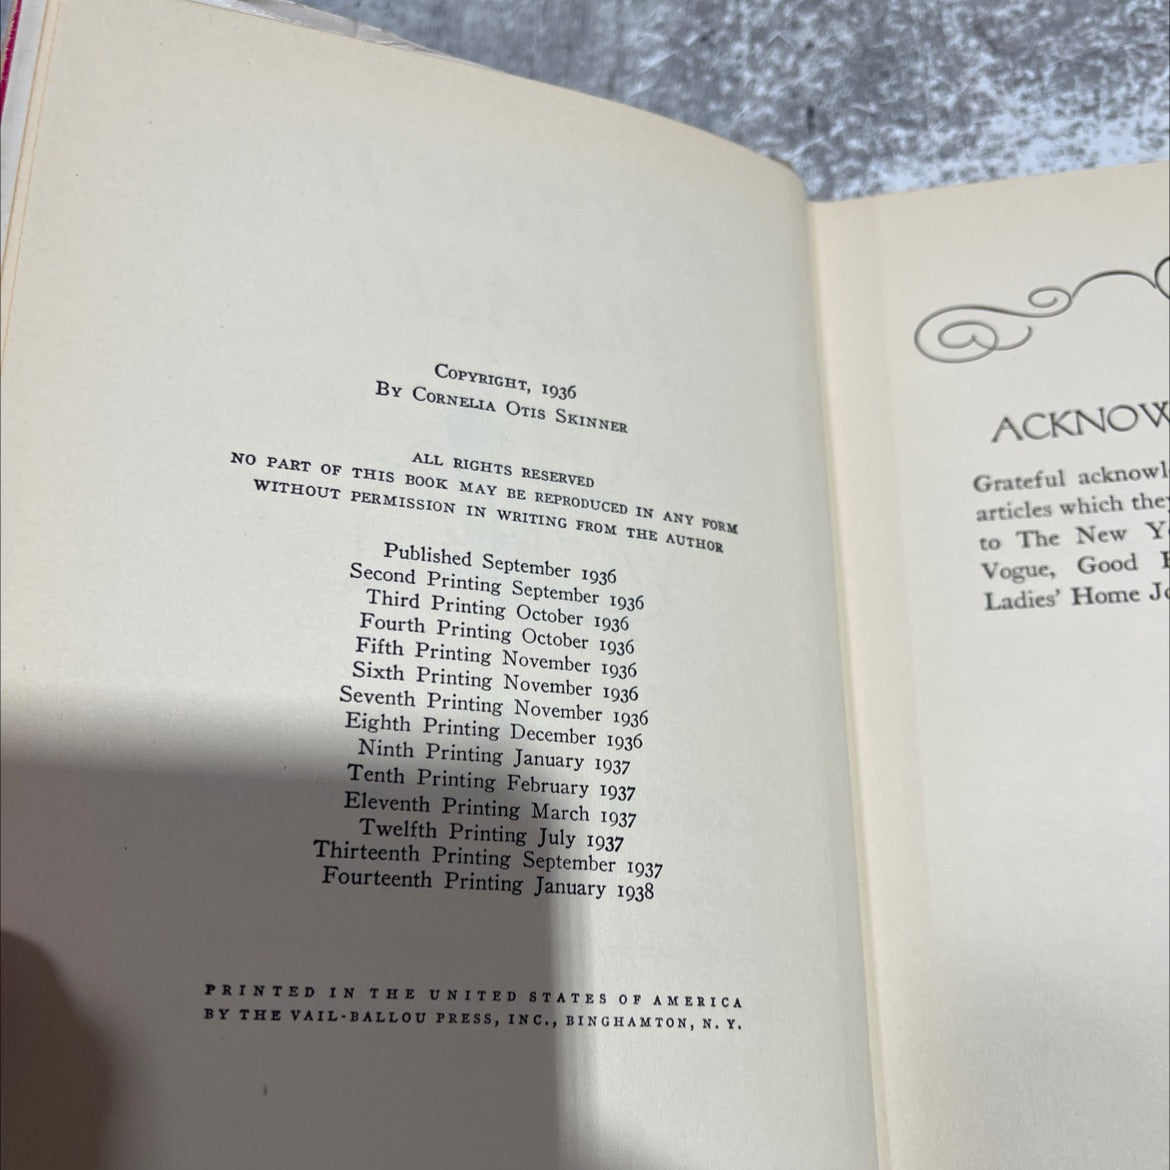 COPYRIGHT, 1936
BY CORNELIA OTIS SKINNER
ALL RIGHTS RESERVED
NO PART OF THIS BOOK MAY BE REPRODUCED IN ANY FORM
WITHOUT PERMISSION IN WRITING FROM THE AUTHOR
Published September 1936
Second Printing September 1936
Third Printing October 1936
Fourth Printing October 1936
Fifth Printing November 1936
Sixth Printing November 1936
Seventh Printing November 1936
Eighth Printing December 1936
Ninth Printing January 1937
Tenth Printing February 1937
Eleventh Printing March 1937
Twelfth Printing July 1937
Thirteenth Printing September 1937
Fourteenth Printing January 1938
PRINTED IN THE UNITED STATES OF AMERICA
BY THE VAIL-BALLOU PRESS, INC., BINGHAMTON, N. Y.
ACKNOW
Grateful acknowl
articles which they
to The New Y
Vogue, Good
Ladies' Home Jo